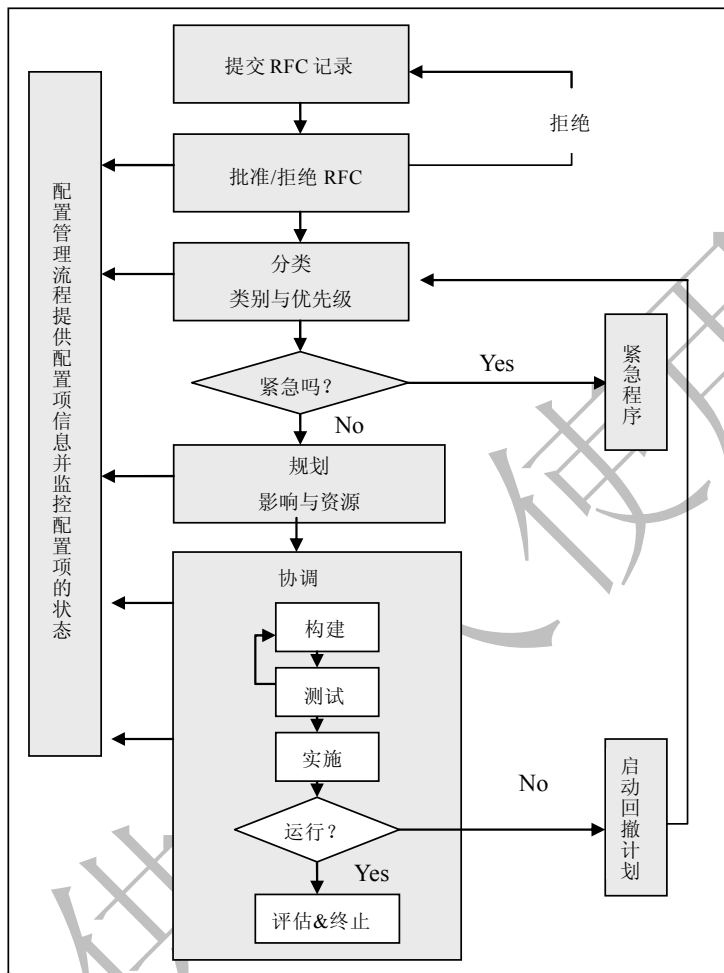 提交 RFC 记录
拒绝
批准/拒绝 RFC
配置管理流程提供配置项信息并监控配置项的状态
分类
类别与优先级
紧急吗？
Yes
紧急程序
No
规划
影响与资源
协调
构建
测试
实施
运行？
No
启动回撤计划
Yes
评估&终止
使用
使